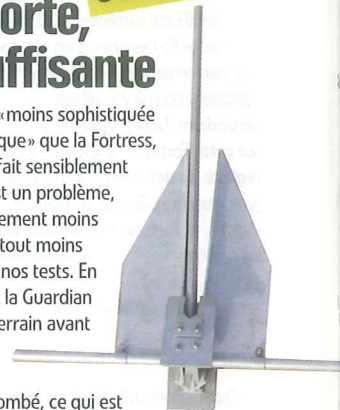 orte,
uffisante
«moins sophistiquée
que» que la Fortress,
fait sensiblement
st un problème,
ement moins
tout moins
nos tests. En
la Guardian
errain avant
ombé, ce qui est